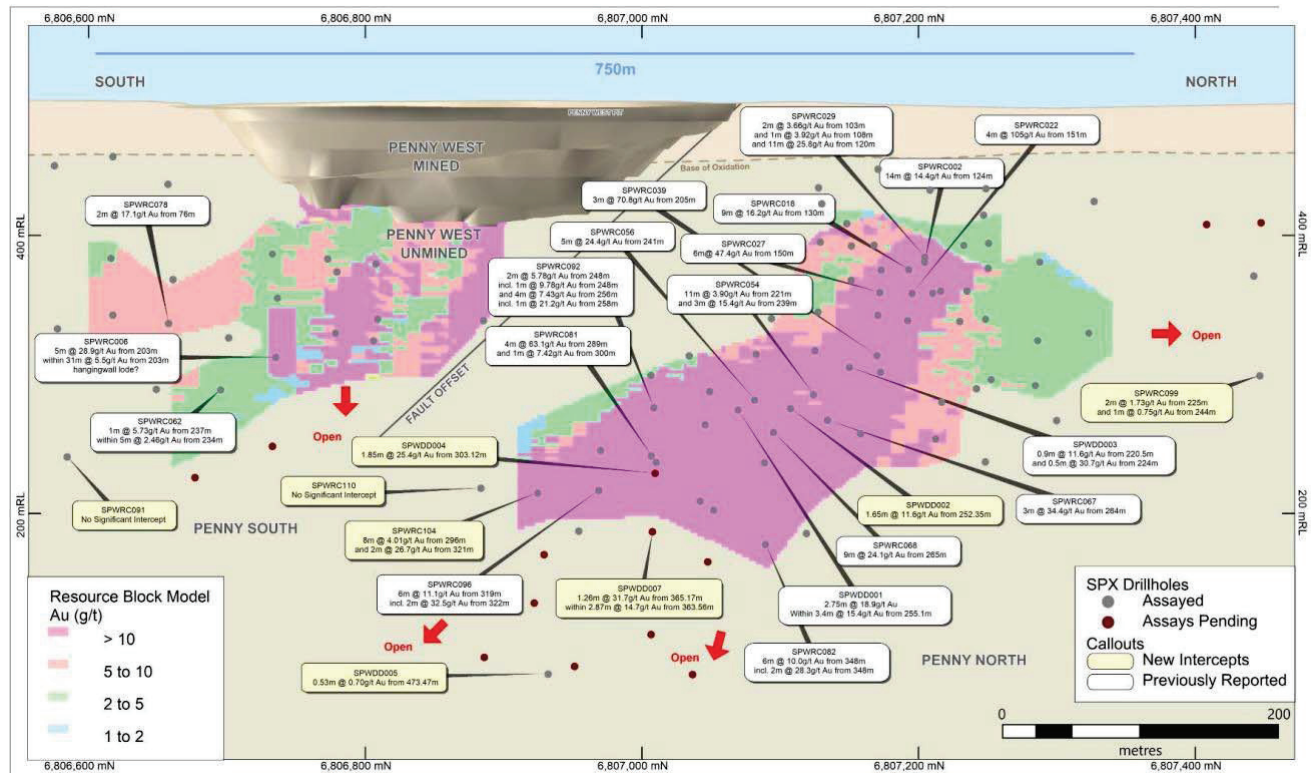 6,806,600 mN
6,806,800 mN
6,807,000 mN
6,807,200 mN
6,807,400 mN
750m
SOUTH
NORTH
PENNY WEST PIT
PENNY WEST
MINED
Base of Oxidation
SPWRC029
2m @ 3.66g/t Au from 103m
and 1m @ 3.92g/t Au from 108m
and 11m @ 25.8g/t Au from 120m
SPWRC022
4m @ 105g/t Au from 151m
SPWRC002
14m @ 14.4g/t Au from 124m
SPWRC078
2m @ 17.1g/t Au from 76m
SPWRC039
3m @ 70.8g/t Au from 205m
SPWRC018
9m @ 16.2g/t Au from 130m
400 mRL
400 mRL
PENNY WEST
UNMINED
SPWRC056
5m @ 24.4g/t Au from 241m
SPWRC027
6m@ 47.4g/t Au from 150m
SPWRC092
2m @ 5.78g/t Au from 248m
incl. 1m @ 9.78g/t Au from 248m
and 4m @ 7.43g/t Au from 256m
incl. 1m @ 21.2g/t Au from 258m
SPWRC054
11m @ 3.90g/t Au from 221m
and 3m @ 15.4g/t Au from 239m
SPWRC081
4m @ 63.1g/t Au from 289m
and 1m @ 7.42g/t Au from 300m
Open
SPWRC006
5m @ 28.9g/t Au from 203m
within 31m @ 5.5g/t Au from 203m
hangingwall lode?
FAULT OFFSET
SPWRC099
2m @ 1.73g/t Au from 225m
and 1m @ 0.75g/t Au from 244m
SPWRC062
1m @ 5.73g/t Au from 237m
within 5m @ 2.46g/t Au from 234m
Open
SPWDD004
1.85m @ 25.4g/t Au from 303.12m
SPWDD003
0.9m @ 11.6g/t Au from 220.5m
and 0.5m @ 30.7g/t Au from 224m
SPWRC091
No Significant Intercept
SPWRC110
No Significant Intercept
SPWDD002
1.65m @ 11.6g/t Au from 252.35m
SPWRC067
3m @ 34.4g/t Au from 264m
200 mRL
200 mRL
PENNY SOUTH
SPWRC104
8m @ 4.01g/t Au from 296m
and 2m @ 26.7g/t Au from 321m
SPWRC068
9m @ 24.1g/t Au from 265m
SPWRC096
6m @ 11.1g/t Au from 319m
incl. 2m @ 32.5g/t Au from 322m
SPWDD007
1.26m @ 31.7g/t Au from 365.17m
within 2.87m @ 14.7g/t Au from 363.56m
SPWDD001
2.75m @ 18.9g/t Au
Within 3.4m @ 15.4g/t Au from 255.1m
Open
Open
SPWRC082
6m @ 10.0g/t Au from 348m
incl. 2m @ 28.3g/t Au from 348m
PENNY NORTH
SPWDD005
0.53m @ 0.70g/t Au from 473.47m
Resource Block Model
Au (g/t)
> 10
5 to 10
2 to 5
1 to 2
SPX Drillholes
Assayed
Assays Pending
Callouts
New Intercepts
Previously Reported
0
200
metres
6,806,600 mN
6,806,800 mN
6,807,000 mN
6,807,200 mN
6,807,400 mN